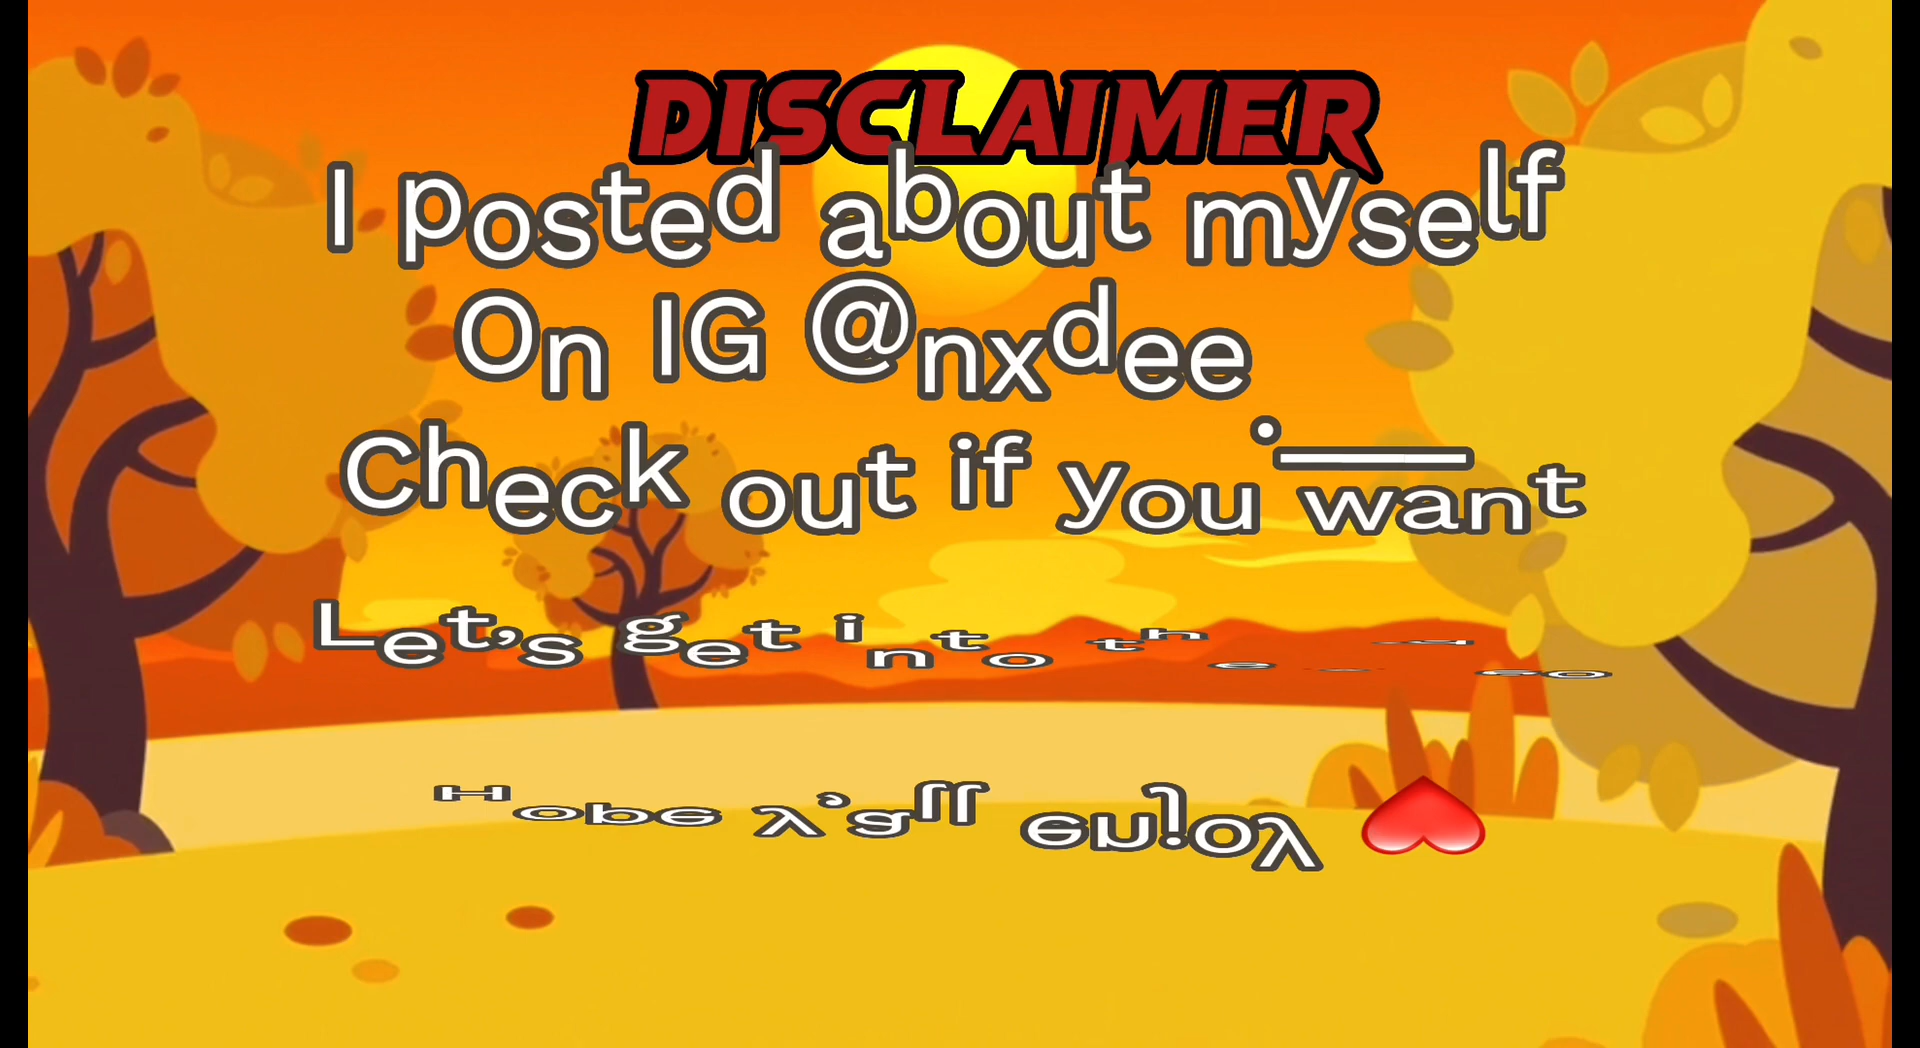 DISCLAIMER
I posted about myself
On IG @nxdee.__
Check out if you want
Let's get into the
Hope y'all enjoy ❤